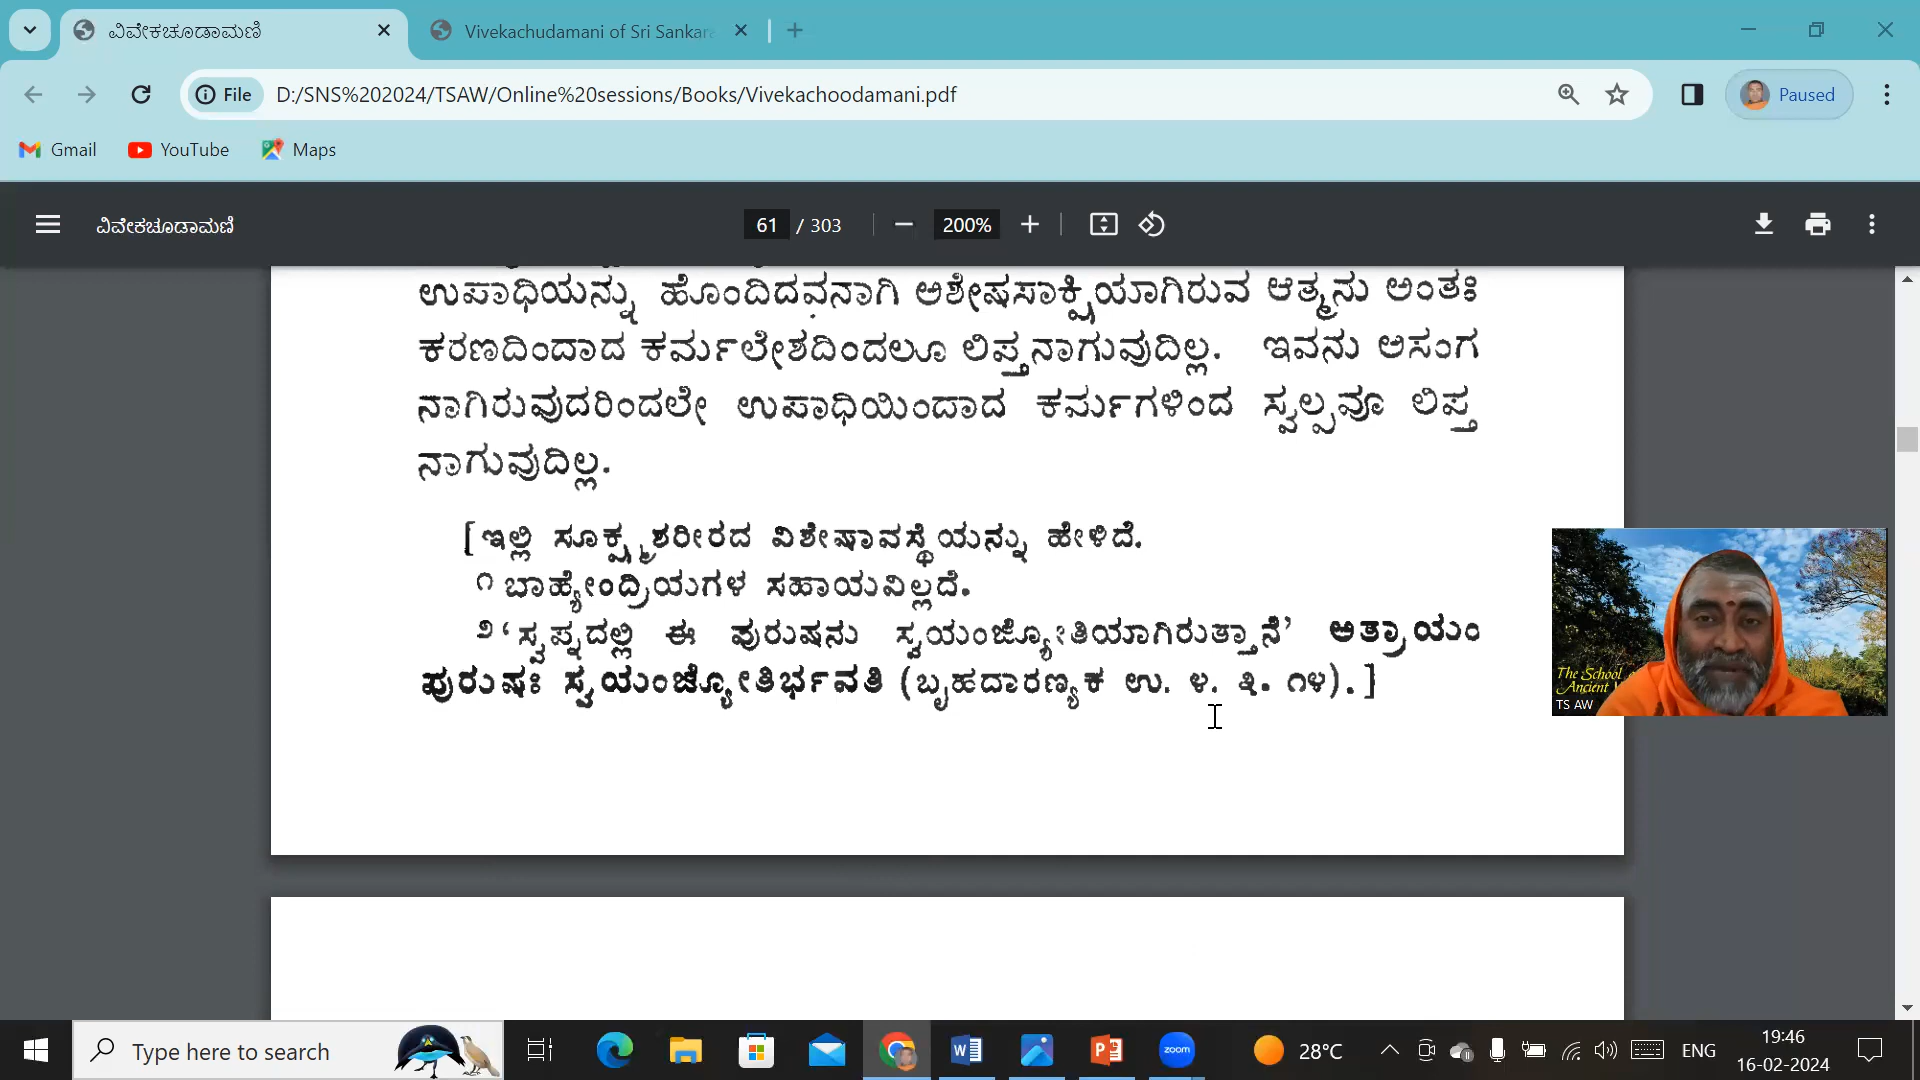 ವಿವೇಕಚೂಡಾಮಣಿ
Vivekachudamani of Sri Sankar
File
D:/SNS%202024/TSAW/Online%20sessions/Books/Vivekachoodamani.pdf
Paused
Gmail
YouTube
Maps
ವಿವೇಕಚೂಡಾಮಣಿ
61 / 303
200%
ಉಪಾಧಿಯನ್ನು ಹೊಂದಿದವನಾಗಿ ಅಶೇಷಸಾಕ್ಷಿಯಾಗಿರುವ ಆತ್ಮನು ಅಂತಃ
ಕರಣದಿಂದಾದ ಕರ್ಮಲೇಶದಿಂದಲೂ ಲಿಪ್ತನಾಗುವುದಿಲ್ಲ. ಇವನು ಅಸಂಗ
ನಾಗಿರುವುದರಿಂದಲೇ ಉಪಾಧಿಯಿಂದಾದ ಕರ್ಮಗಳಿಂದ ಸ್ವಲ್ಪವೂ ಲಿಪ್ತ
ನಾಗುವುದಿಲ್ಲ.
[ಇಲ್ಲಿ ಸೂಕ್ಷ್ಮಶರೀರದ ವಿಶೇಷಾವಸ್ಥೆಯನ್ನು ಹೇಳಿದೆ.
೧ ಬಾಹ್ಯೇಂದ್ರಿಯಗಳ ಸಹಾಯವಿಲ್ಲದೆ.
೨ 'ಸ್ವಪ್ನದಲ್ಲಿ ಈ ಪುರುಷನು ಸ್ವಯಂಜ್ಯೋತಿಯಾಗಿರುತ್ತಾನೆ' ಅತ್ರಾಯಂ
ಪುರುಷಃ ಸ್ವಯಂಜ್ಯೋತಿರ್ಭವತಿ (ಬೃಹದಾರಣ್ಯಕ ಉ. ೪. ೩. ೧೪).]
The School
Ancient
TS AW
Type here to search
zoom
28°C
ENG
19:46
16-02-2024